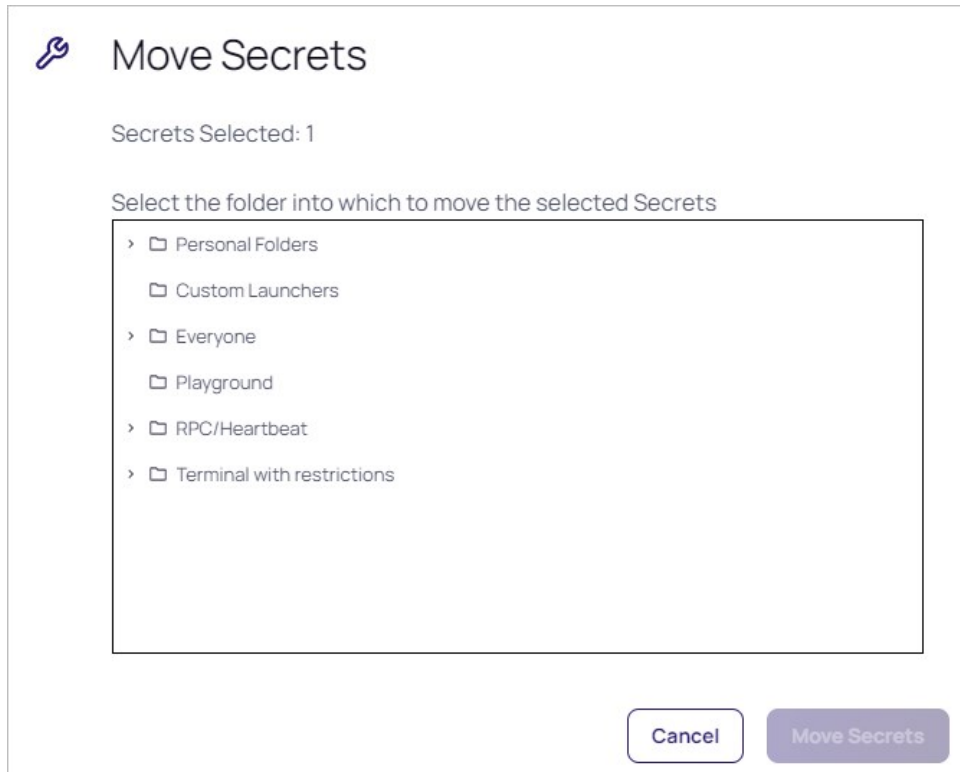 Move Secrets
Secrets Selected: 1
Select the folder into which to move the selected Secrets
Personal Folders
Custom Launchers
Everyone
Playground
RPC/Heartbeat
Terminal with restrictions
Cancel
Move Secrets